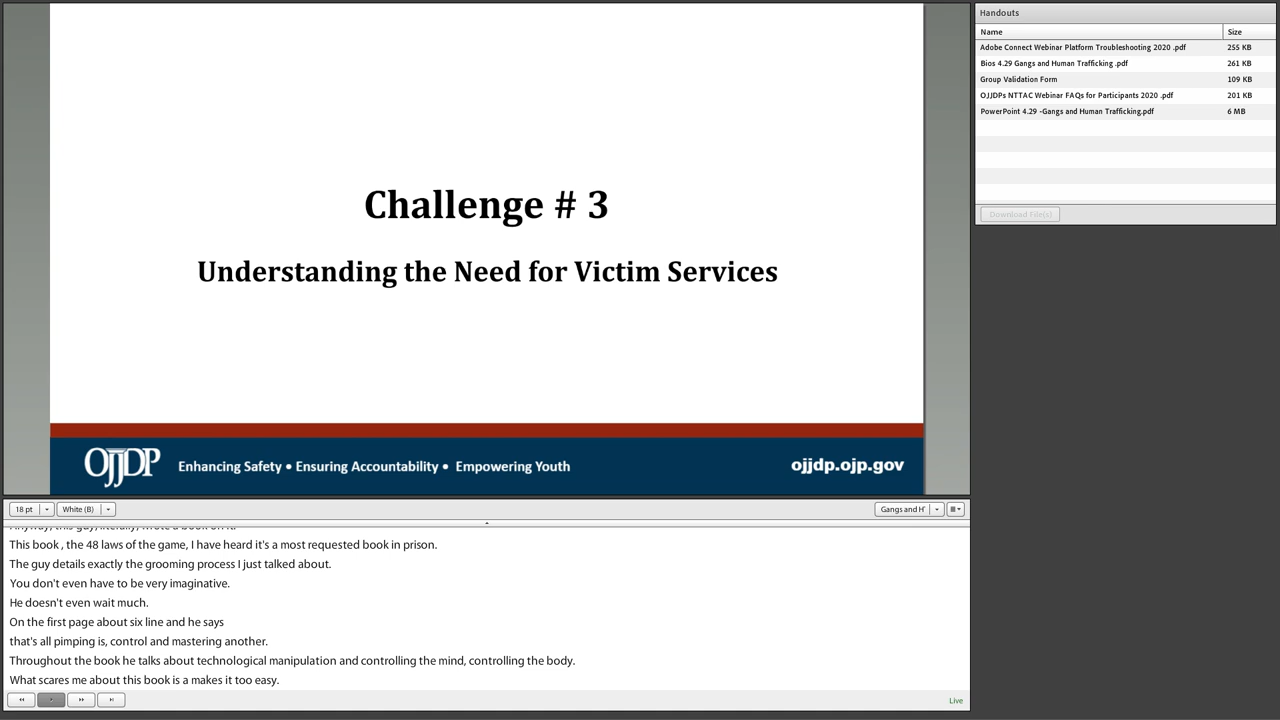 Challenge # 3
Understanding the Need for Victim Services
OJJDP
Enhancing Safety • Ensuring Accountability • Empowering Youth
ojjdp.ojp.gov
Handouts
Name Size
Adobe Connect Webinar Platform Troubleshooting 2020 .pdf 255 KB
Bios 4.29 Gangs and Human Trafficking .pdf 261 KB
Group Validation Form 109 KB
OJJDPs NTTAC Webinar FAQs for Participants 2020 .pdf 201 KB
PowerPoint 4.29 -Gangs and Human Trafficking.pdf 6 MB
Download File(s)
18 pt White (B) Gangs and H'
Anyway, this guy, literally, wrote a book on it.
This book , the 48 laws of the game, I have heard it's a most requested book in prison.
The guy details exactly the grooming process I just talked about.
You don't even have to be very imaginative.
He doesn't even wait much.
On the first page about six line and he says
that's all pimping is, control and mastering another.
Throughout the book he talks about technological manipulation and controlling the mind, controlling the body.
What scares me about this book is a makes it too easy.
Live